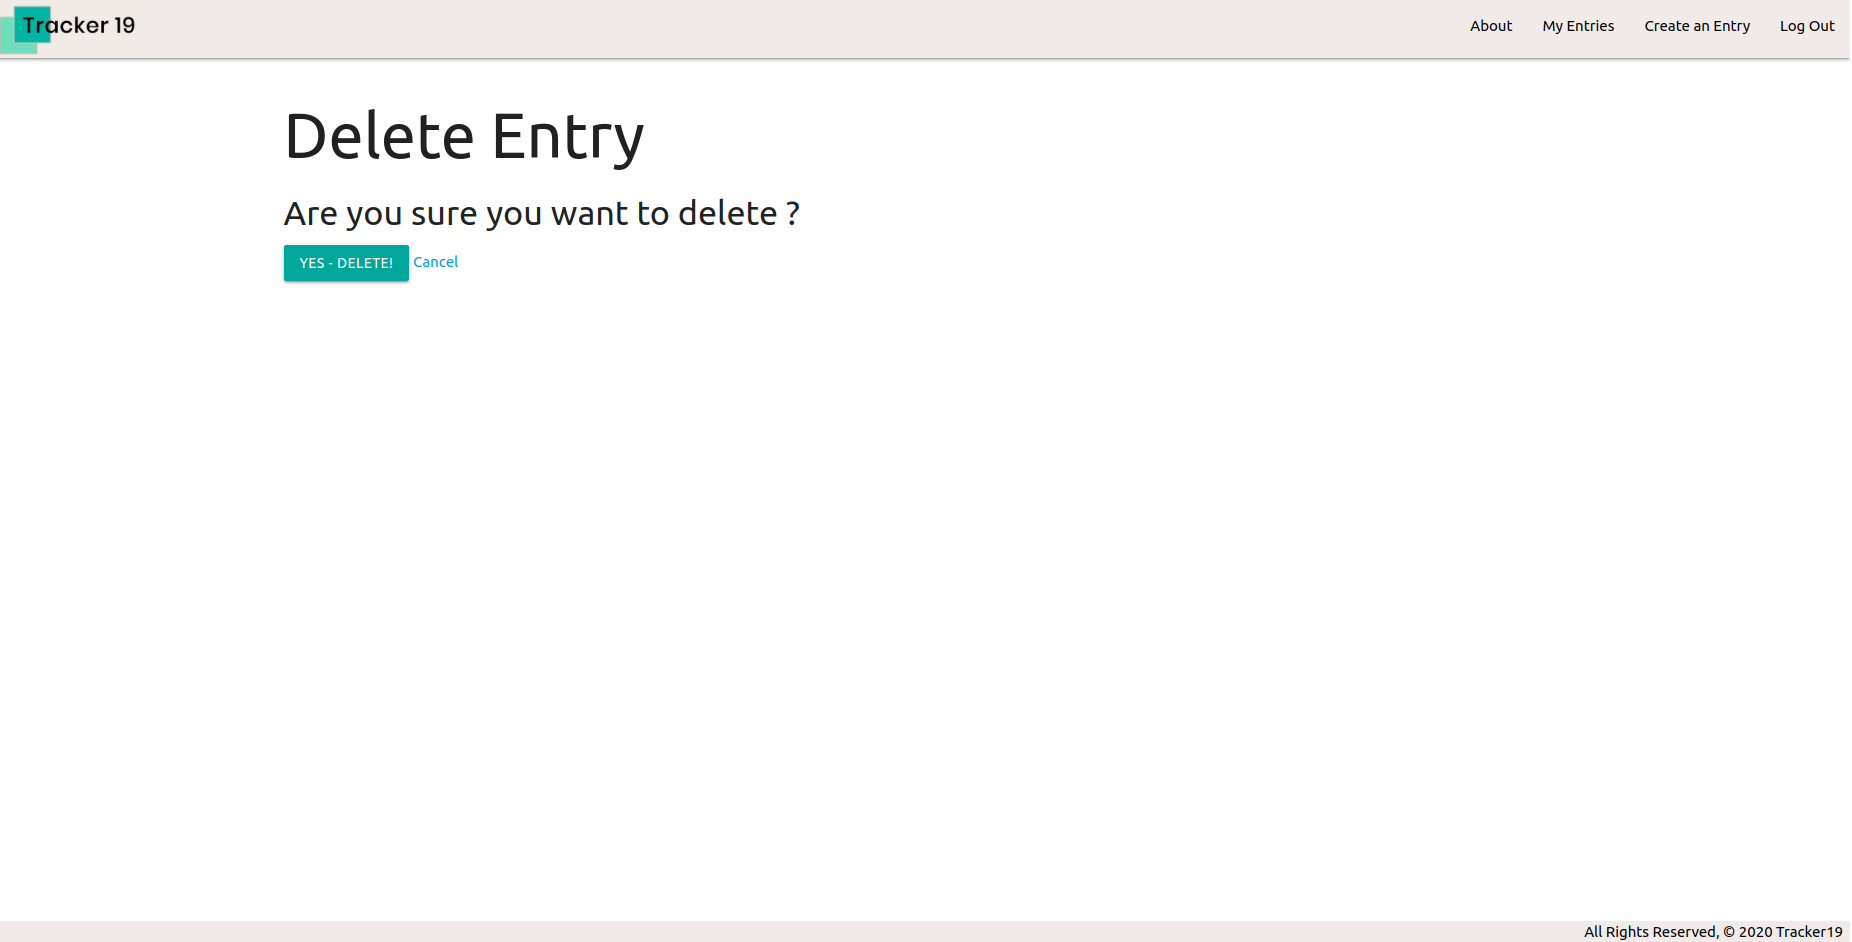 Tracker 19
About My Entries Create an Entry Log Out
Delete Entry
Are you sure you want to delete ?
YES - DELETE! Cancel
All Rights Reserved, © 2020 Tracker19